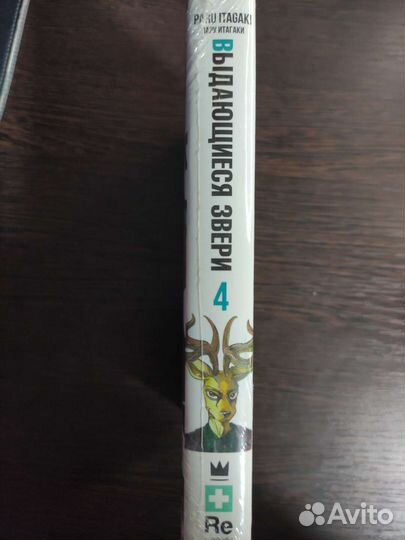 PARU ITAGAKI
ПАРУ ИТАГАКИ
ВЫДАЮЩИЕСЯ ЗВЕРИ
4
Re
Avito